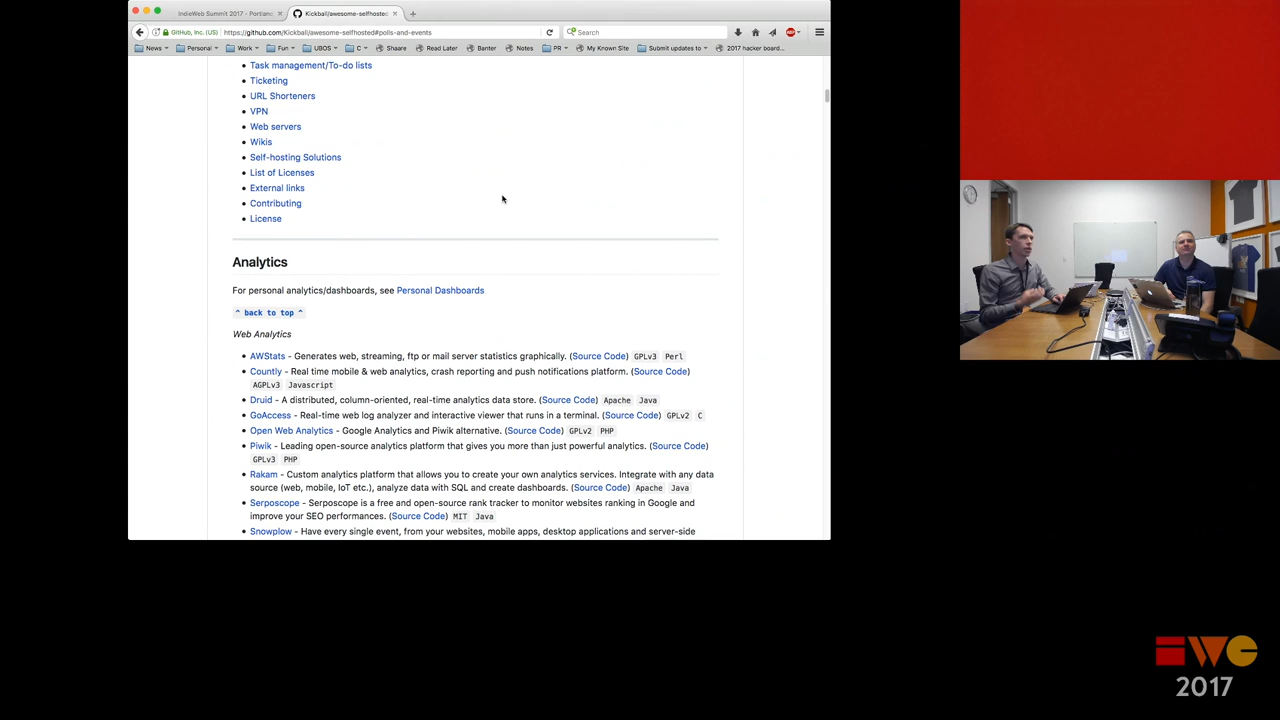 IndieWeb Summit 2017 - Portland
Kickball/awesome-selfhosted
GitHub, Inc. (US)
https://github.com/Kickball/awesome-selfhosted#polls-and-events
Search
News
Personal
Work
Fun
UBOS
C
Shaare
Read Later
Banter
Notes
PR
My Known Site
Submit updates to
2017 hacker board...
Task management/To-do lists
Ticketing
URL Shorteners
VPN
Web servers
Wikis
Self-hosting Solutions
List of Licenses
External links
Contributing
License
Analytics
For personal analytics/dashboards, see Personal Dashboards
^ back to top ^
Web Analytics
AWStats - Generates web, streaming, ftp or mail server statistics graphically. (Source Code) GPLv3 Perl
Countly - Real time mobile & web analytics, crash reporting and push notifications platform. (Source Code)
AGPLv3 Javascript
Druid - A distributed, column-oriented, real-time analytics data store. (Source Code) Apache Java
GoAccess - Real-time web log analyzer and interactive viewer that runs in a terminal. (Source Code) GPLv2 C
Open Web Analytics - Google Analytics and Piwik alternative. (Source Code) GPLv2 PHP
Piwik - Leading open-source analytics platform that gives you more than just powerful analytics. (Source Code)
GPLv3 PHP
Rakam - Custom analytics platform that allows you to create your own analytics services. Integrate with any data
source (web, mobile, IoT etc.), analyze data with SQL and create dashboards. (Source Code) Apache Java
Serposcope - Serposcope is a free and open-source rank tracker to monitor websites ranking in Google and
improve your SEO performances. (Source Code) MIT Java
Snowplow - Have every single event, from your websites, mobile apps, desktop applications and server-side
IWC
2017